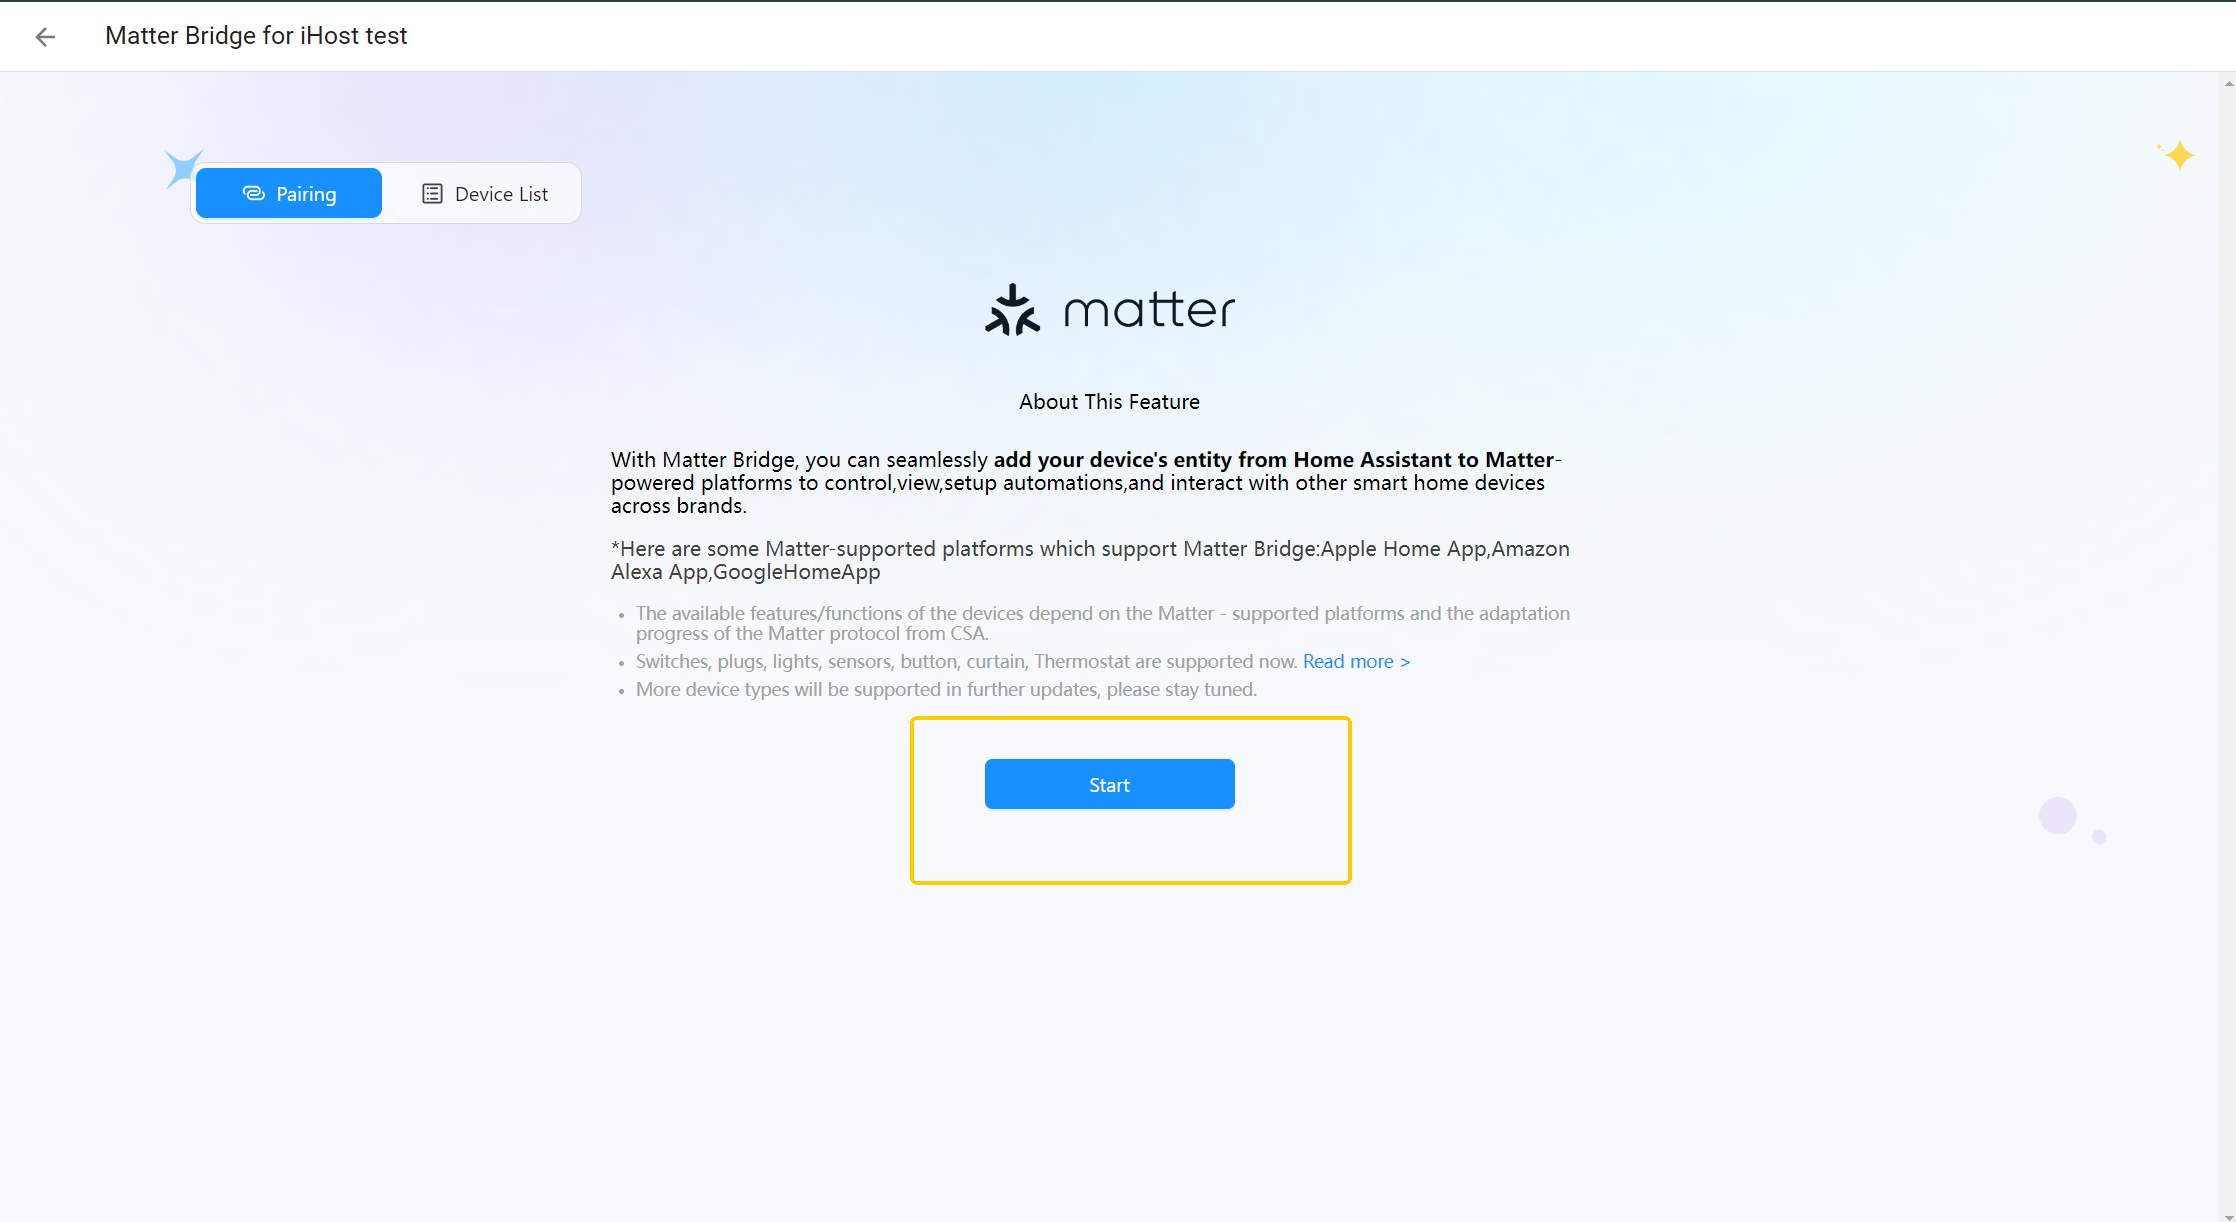 Matter Bridge for iHost test
Pairing
Device List
matter
About This Feature
With Matter Bridge, you can seamlessly add your device's entity from Home Assistant to Matter-
powered platforms to control,view,setup automations,and interact with other smart home devices
across brands.
*Here are some Matter-supported platforms which support Matter Bridge:Apple Home App,Amazon
Alexa App,GoogleHomeApp
• The available features/functions of the devices depend on the Matter - supported platforms and the adaptation
progress of the Matter protocol from CSA.
• Switches, plugs, lights, sensors, button, curtain, Thermostat are supported now. Read more >
• More device types will be supported in further updates, please stay tuned.
Start